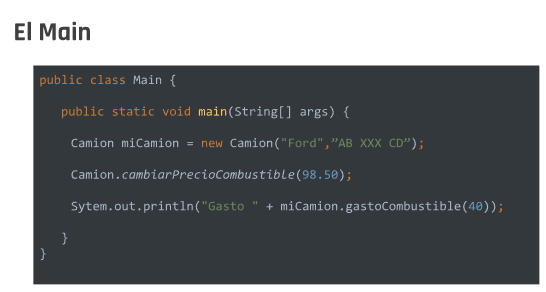 El Main
public class Main {
public static void main(String[] args) {
Camion miCamion = new Camion("Ford",”AB XXX CD”);
Camion.cambiarPrecioCombustible(98.50);
Sytem.out.println("Gasto " + miCamion.gastoCombustible(40));
}
}